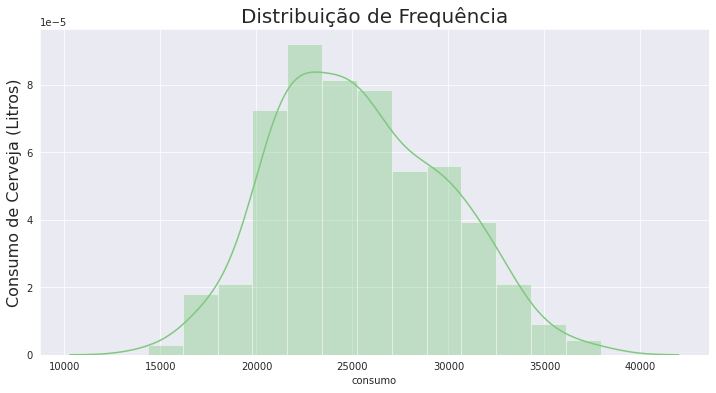 Distribuição de Frequência
1e−5
Consumo de Cerveja (Litros)
8
6
4
2
0
10000 15000 20000 25000 30000 35000 40000
consumo